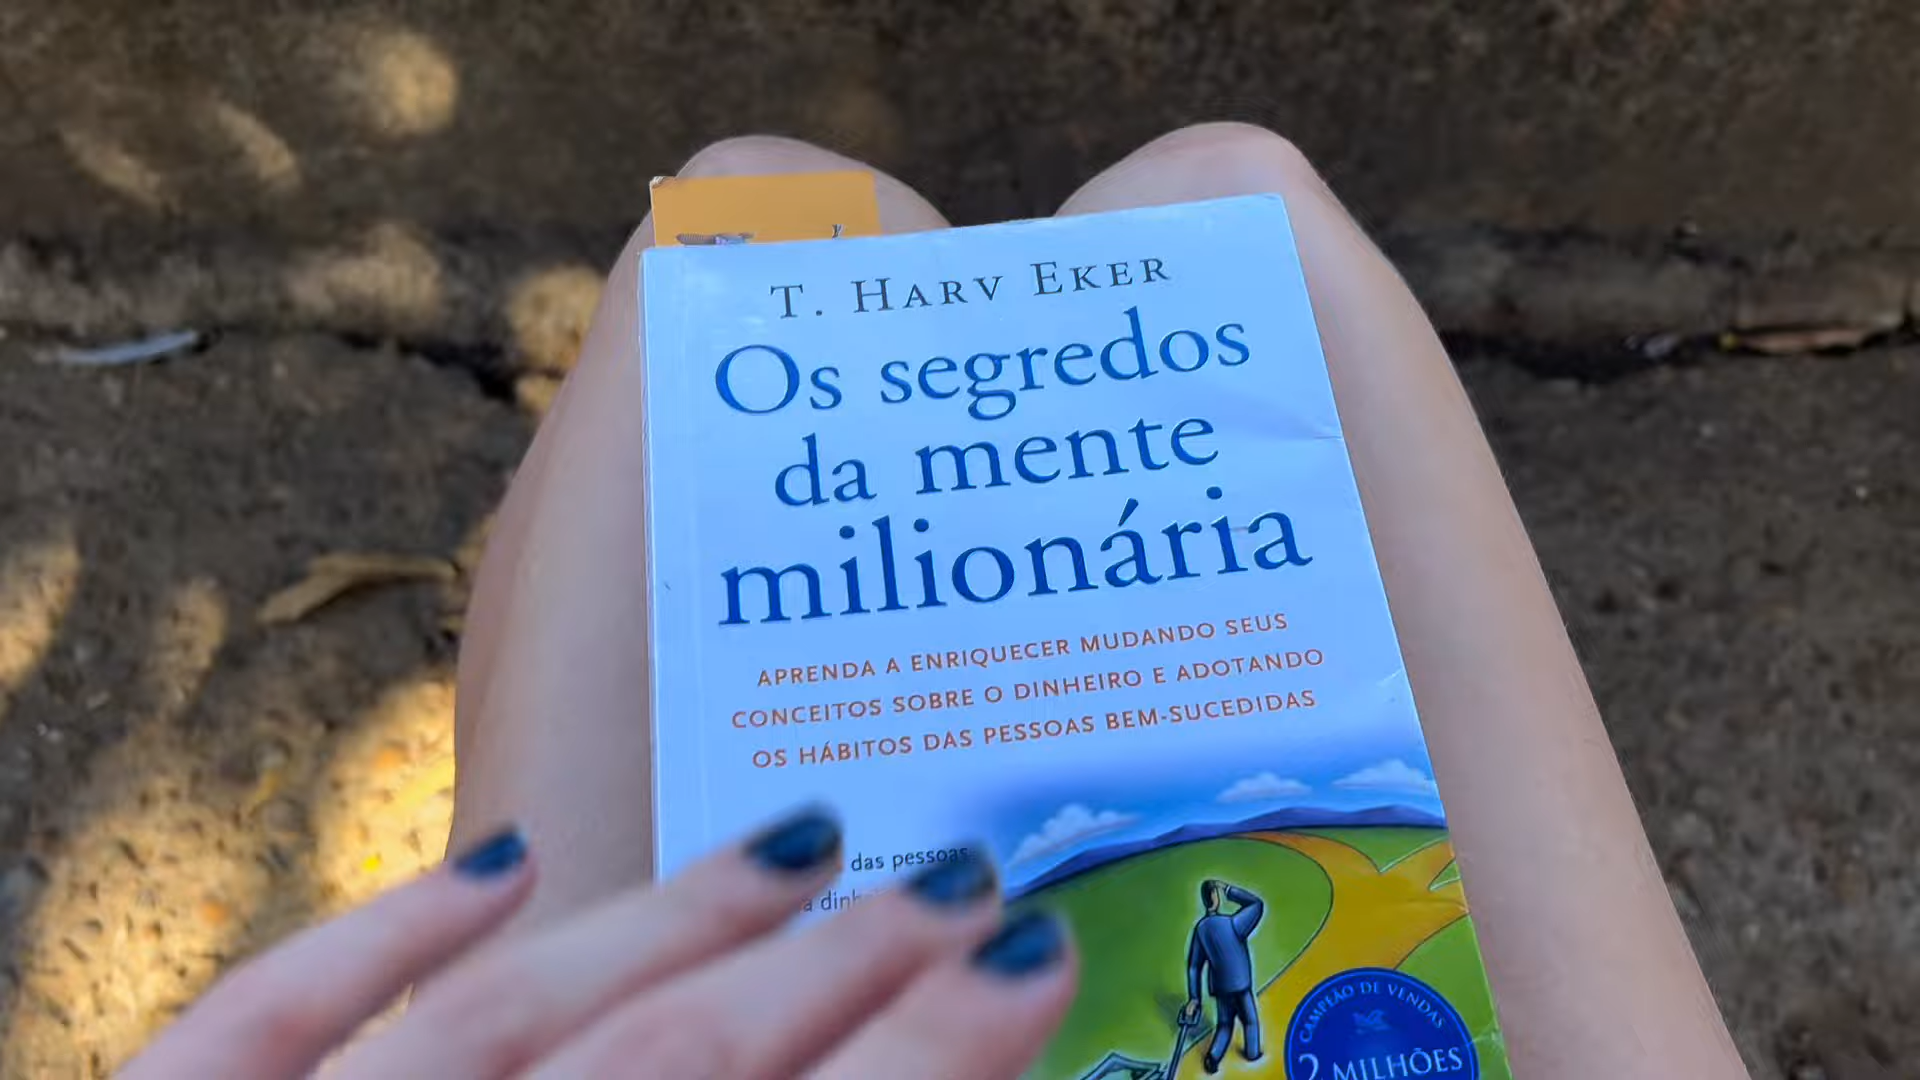 T. HARV EKER
Os segredos
da mente
milionária
APRENDA A ENRIQUECER MUDANDO SEUS
CONCEITOS SOBRE O DINHEIRO E ADOTANDO
OS HÁBITOS DAS PESSOAS BEM-SUCEDIDAS
das pessoas
a
CAMPEÃO DE VENDAS
2 MILHÕES